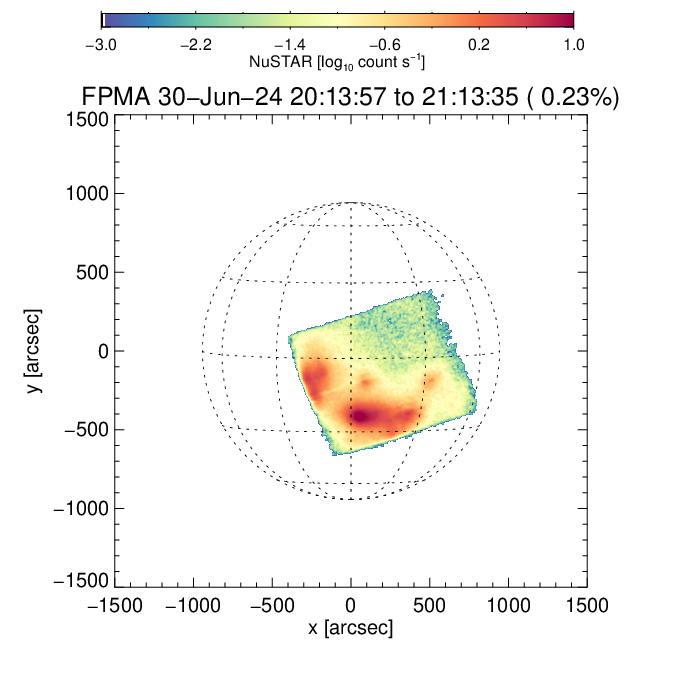 −3.0 −2.2 −1.4 −0.6 0.2 1.0
NuSTAR [log₁₀ count s⁻¹]
FPMA 30−Jun−24 20:13:57 to 21:13:35 ( 0.23%)
1500
1000
500
0
−500
−1000
−1500
y [arcsec]
−1500 −1000 −500 0 500 1000 1500
x [arcsec]